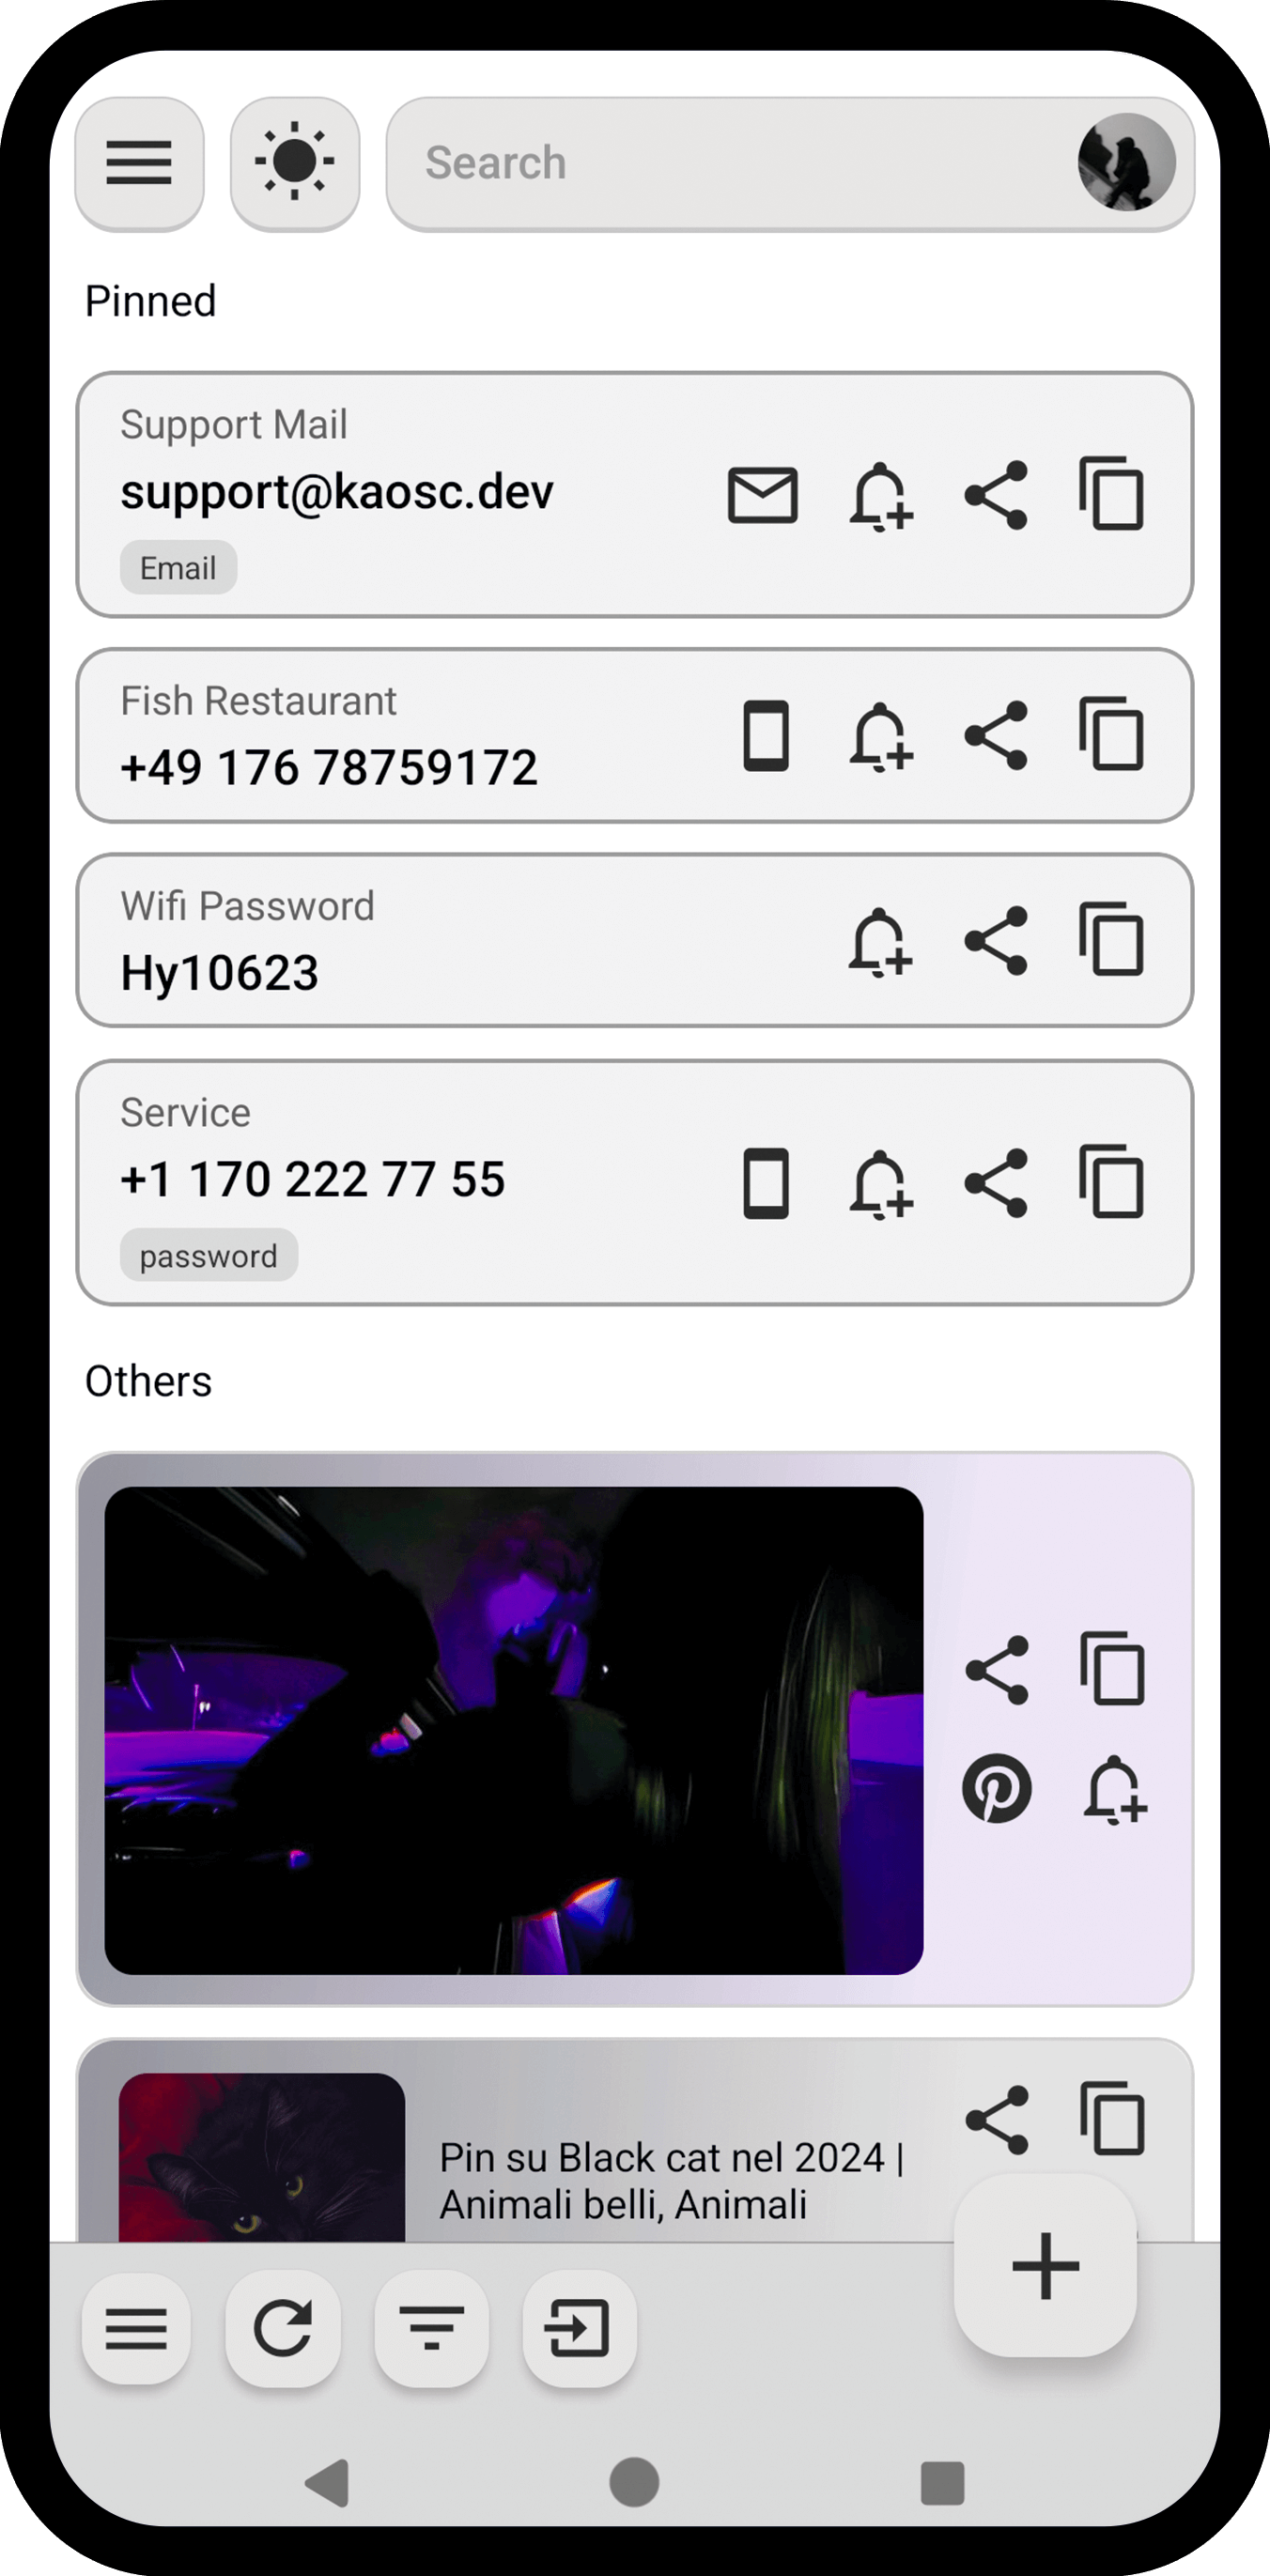 Search
Pinned
Support Mail
support@kaosc.dev
Email
Fish Restaurant
+49 176 78759172
Wifi Password
Hy10623
Service
+1 170 222 77 55
password
Others
Pin su Black cat nel 2024 |
Animali belli, Animali